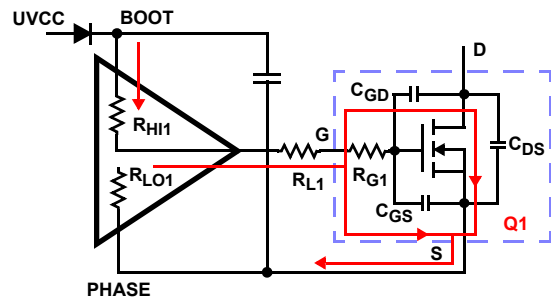 UVCC
BOOT
D
CGD
RHI1
G
CDS
RLO1
RL1
RG1
CGS
Q1
S
PHASE